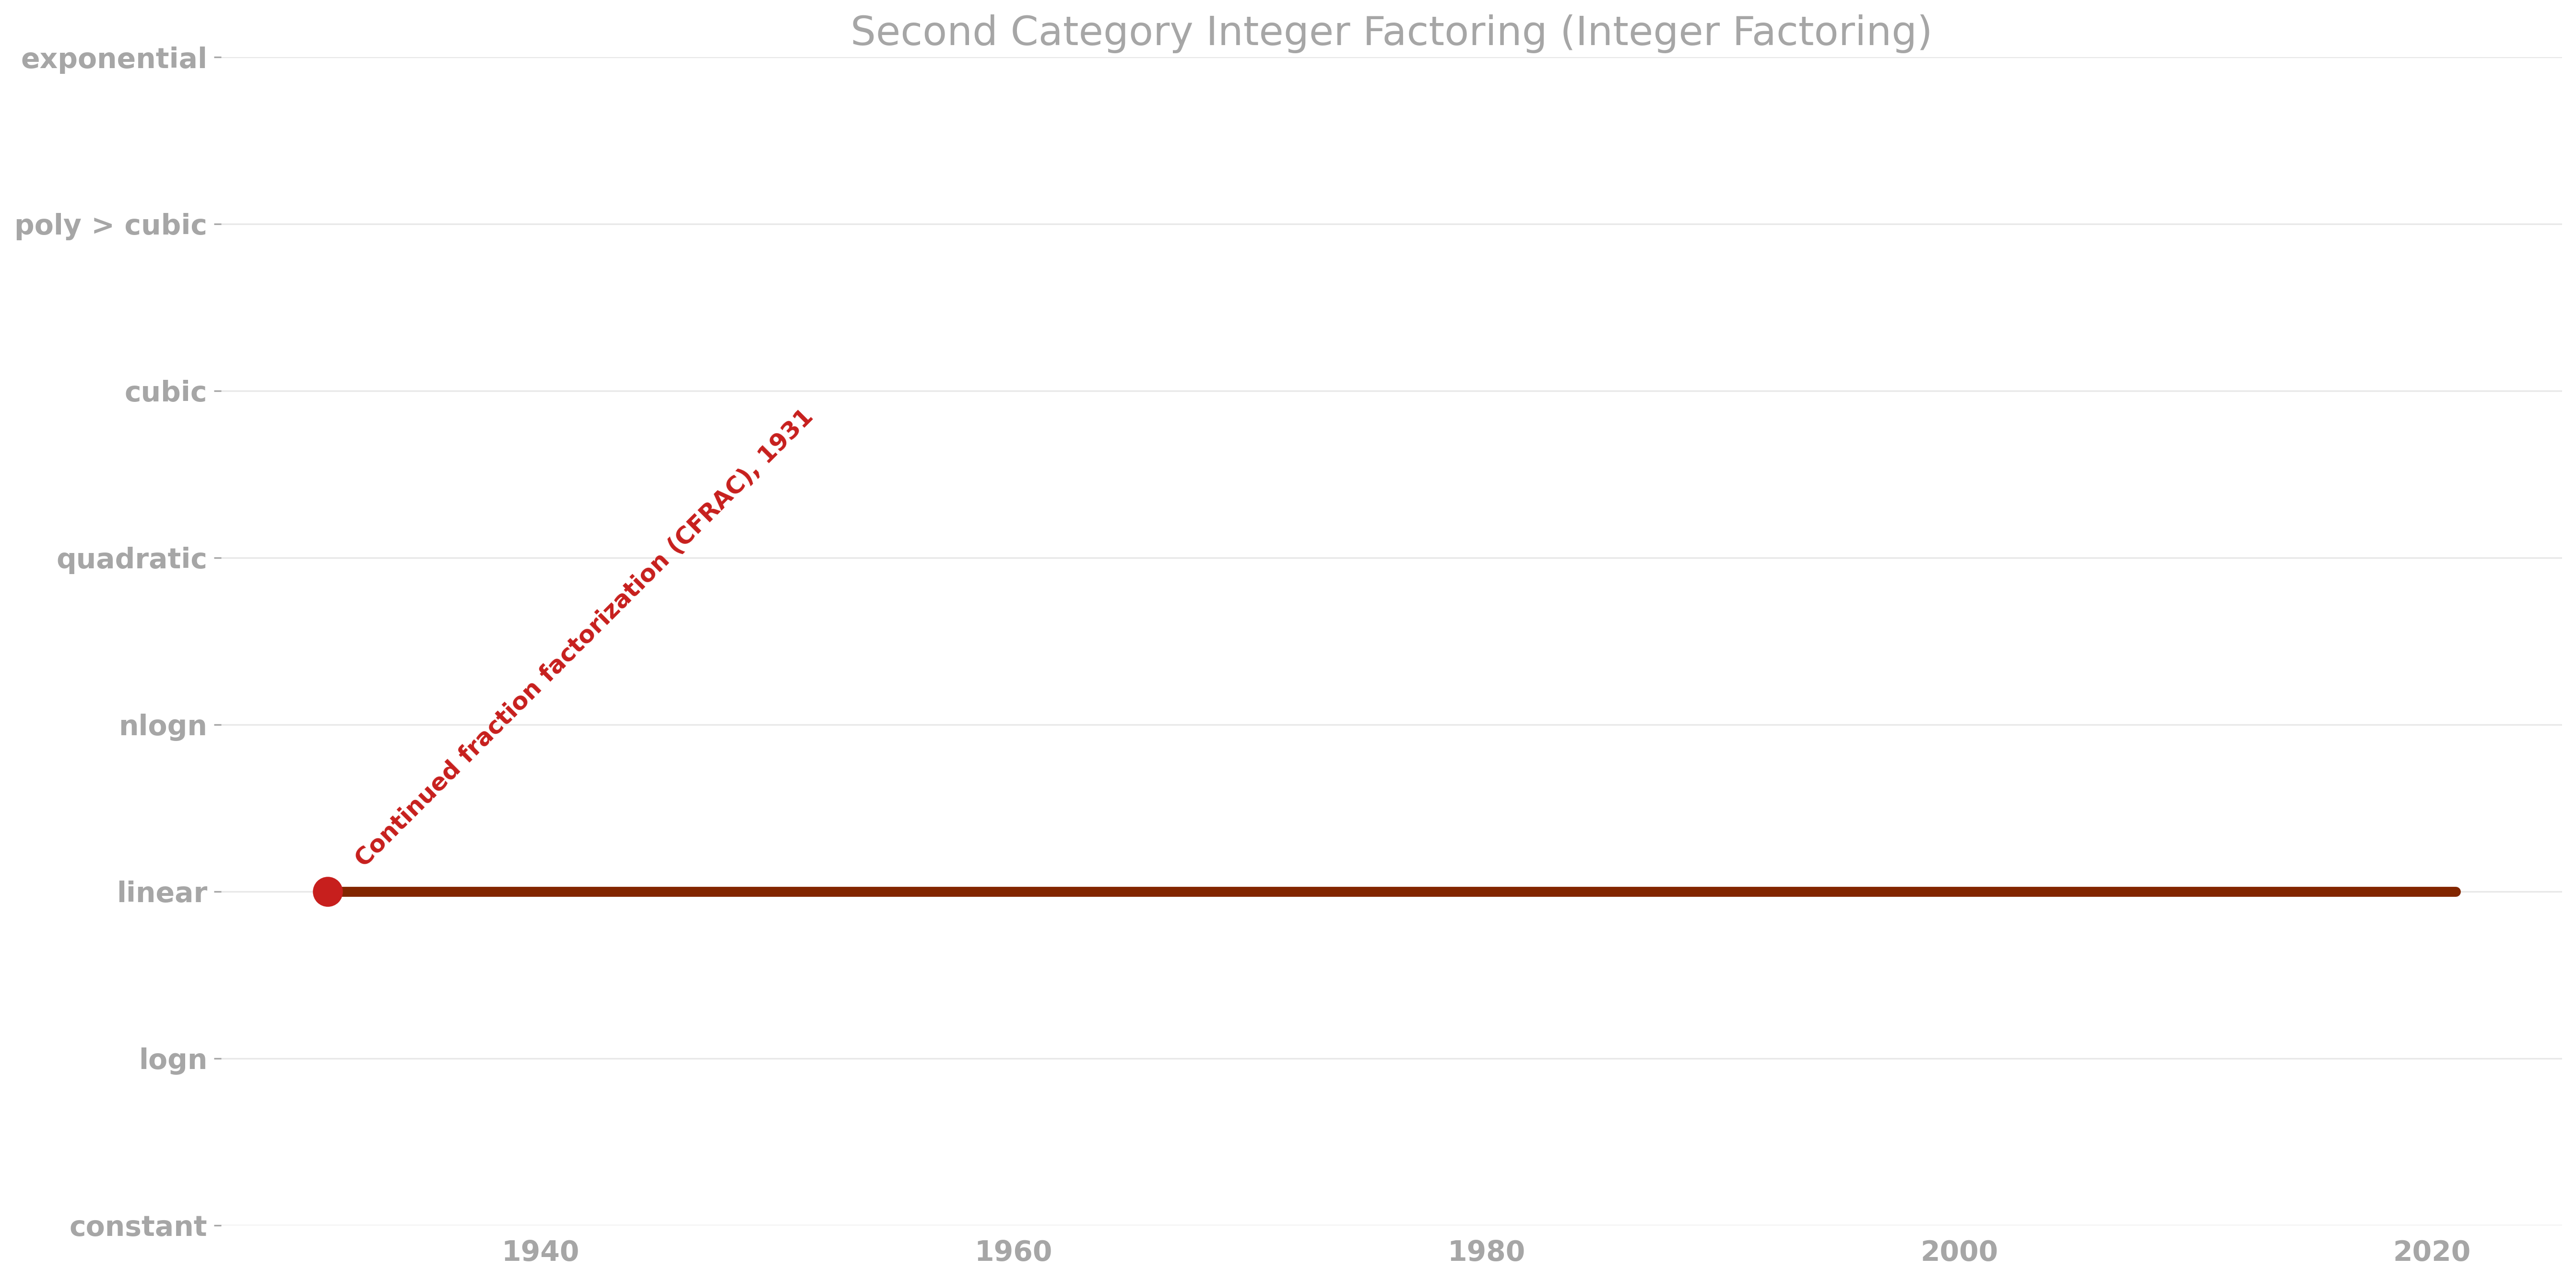 Second Category Integer Factoring (Integer Factoring)
exponential
poly > cubic
cubic
quadratic
nlogn
linear
logn
constant
Continued fraction factorization (CFRAC), 1931
1940
1960
1980
2000
2020